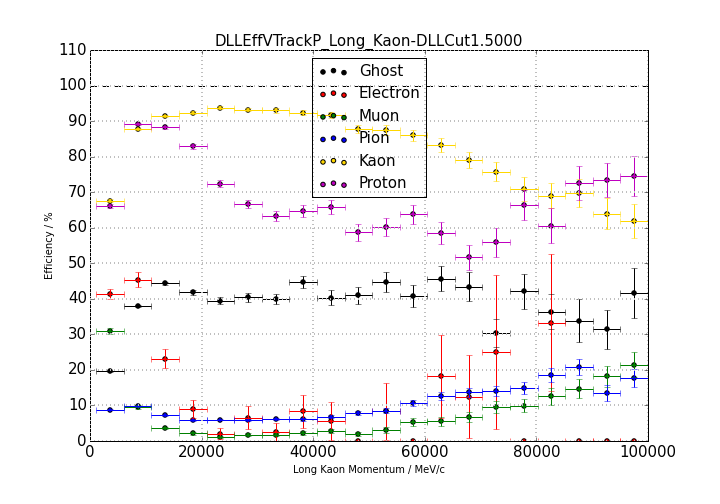 DLLEffVTrackP_Long_Kaon-DLLCut1.5000
110
100
90
80
70
60
50
40
30
20
10
0
Efficiency / %
Ghost
Electron
Muon
Pion
Kaon
Proton
0 20000 40000 60000 80000 100000
Long Kaon Momentum / MeV/c